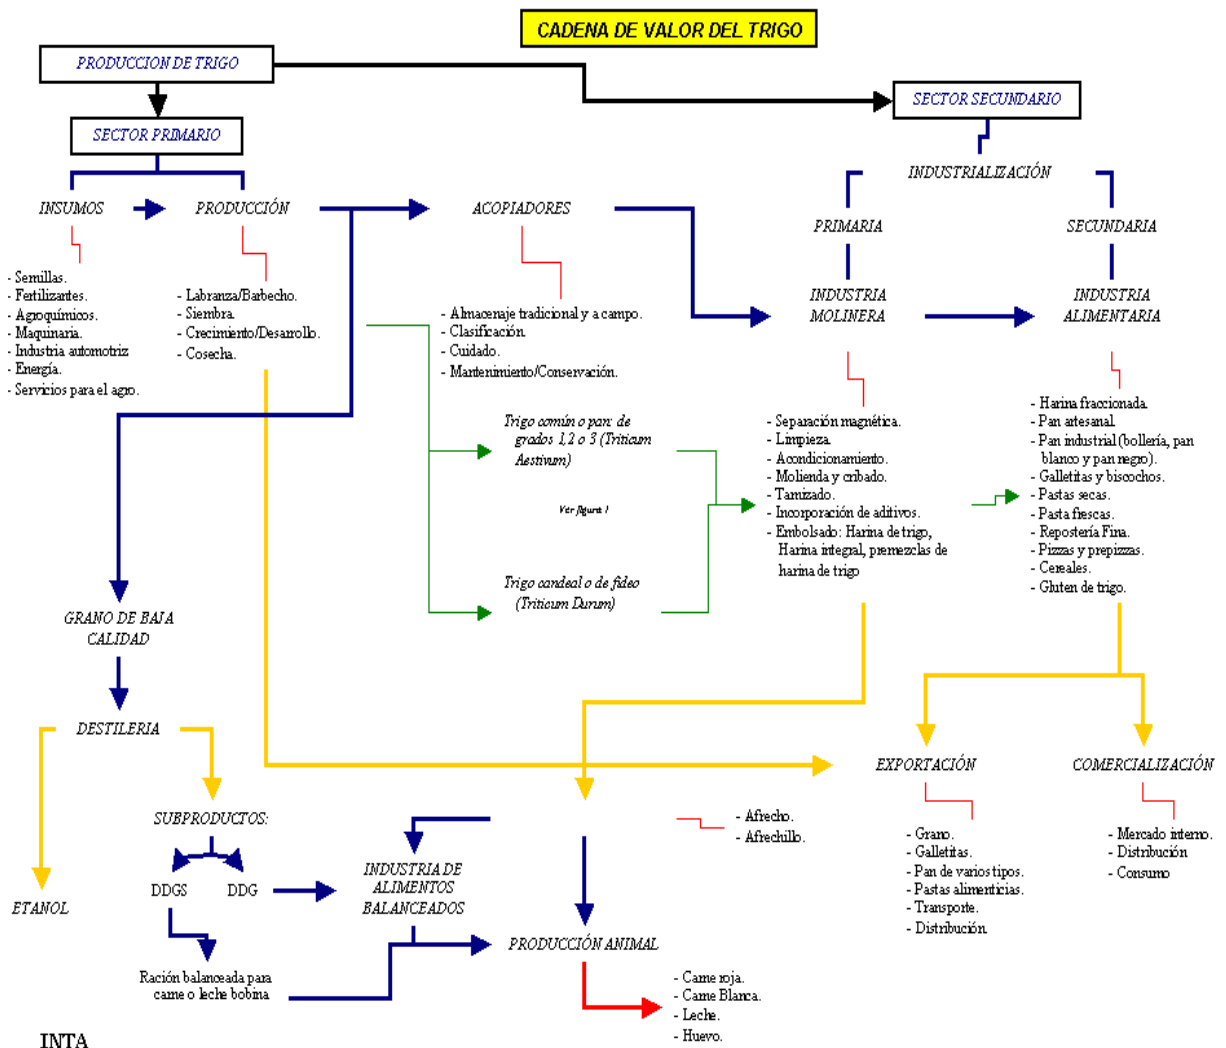 CADENA DE VALOR DEL TRIGO
PRODUCCION DE TRIGO
SECTOR SECUNDARIO
SECTOR PRIMARIO
INDUSTRIALIZACIÓN
INSUMOS
PRODUCCIÓN
ACOPIADORES
PRIMARIA
SECUNDARIA
INDUSTRIA
MOLINERA
INDUSTRIA
ALIMENTARIA
- Semillas.
- Fertilizantes.
- Agroquímicos.
- Maquinaria.
- Industria automotriz
- Energía.
- Servicios para el agro.
- Labranza/Barbecho.
- Siembra.
- Crecimiento/Desarrollo.
- Cosecha.
- Almacenaje tradicional y a campo.
- Clasificación.
- Cuidado.
- Mantenimiento/Conservación.
Trigo común o pan: de
grados 1,2 o 3 (Triticum
Aestivum)
Ver figura 1
Trigo candeal o de fideo
(Triticum Durum)
- Separación magnética.
- Limpieza.
- Acondicionamiento.
- Molienda y cribado.
- Tamizado.
- Incorporación de aditivos.
- Embolsado: Harina de trigo,
Harina integral, premezclas de
harina de trigo
- Harina fraccionada.
- Pan artesanal.
- Pan industrial (bollería, pan
blanco y pan negro).
- Galletitas y biscochos.
- Pastas secas.
- Pasta frescas.
- Repostería Fina.
- Pizzas y prepizzas.
- Cereales.
- Gluten de trigo.
GRANO DE BAJA
CALIDAD
DESTILERIA
EXPORTACIÓN
COMERCIALIZACIÓN
SUBPRODUCTOS:
- Afrecho.
- Afrechillo.
- Grano.
- Galletitas.
- Pan de varios tipos.
- Pastas alimenticias.
- Transporte.
- Distribución.
- Mercado interno.
- Distribución
- Consumo
DDGS
DDG
INDUSTRIA DE
ALIMENTOS
BALANCEADOS
ETANOL
PRODUCCIÓN ANIMAL
Ración balanceada para
carne o leche bobina
- Carne roja.
- Carne Blanca.
- Leche.
- Huevo.
INTA